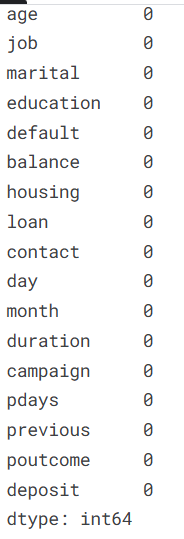 age 0
job 0
marital 0
education 0
default 0
balance 0
housing 0
loan 0
contact 0
day 0
month 0
duration 0
campaign 0
pdays 0
previous 0
poutcome 0
deposit 0
dtype: int64